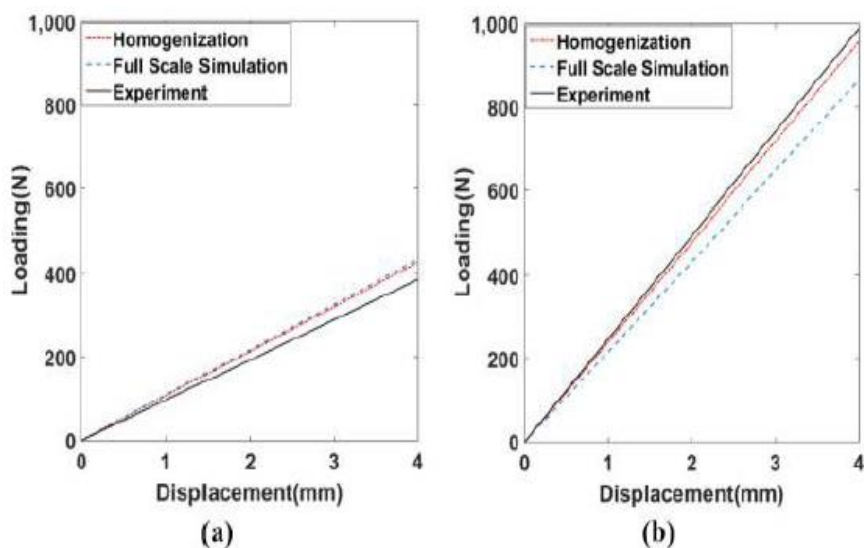 1,000
800
600
400
200
0
Loading(N)
Homogenization
Full Scale Simulation
Experiment
0 1 2 3 4
Displacement(mm)
(a)
1,000
800
600
400
200
0
Loading(N)
Homogenization
Full Scale Simulation
Experiment
0 1 2 3 4
Displacement(mm)
(b)